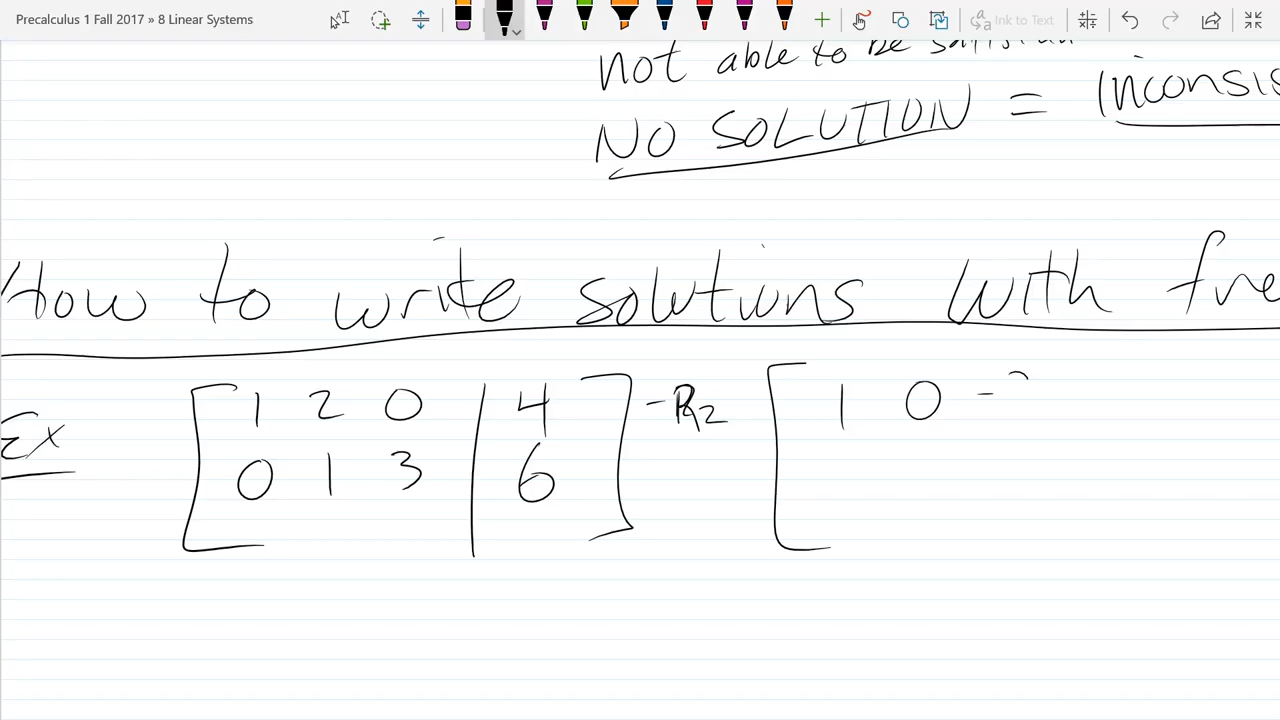 Precalculus 1 Fall 2017 » 8 Linear Systems
Ink to Text
not able to be
NO SOLUTION = Inconsis
How to write solutions with fre
Ex [ 1 2 0 | 4 ] -R2 [ 1 0 -
0 1 3 | 6